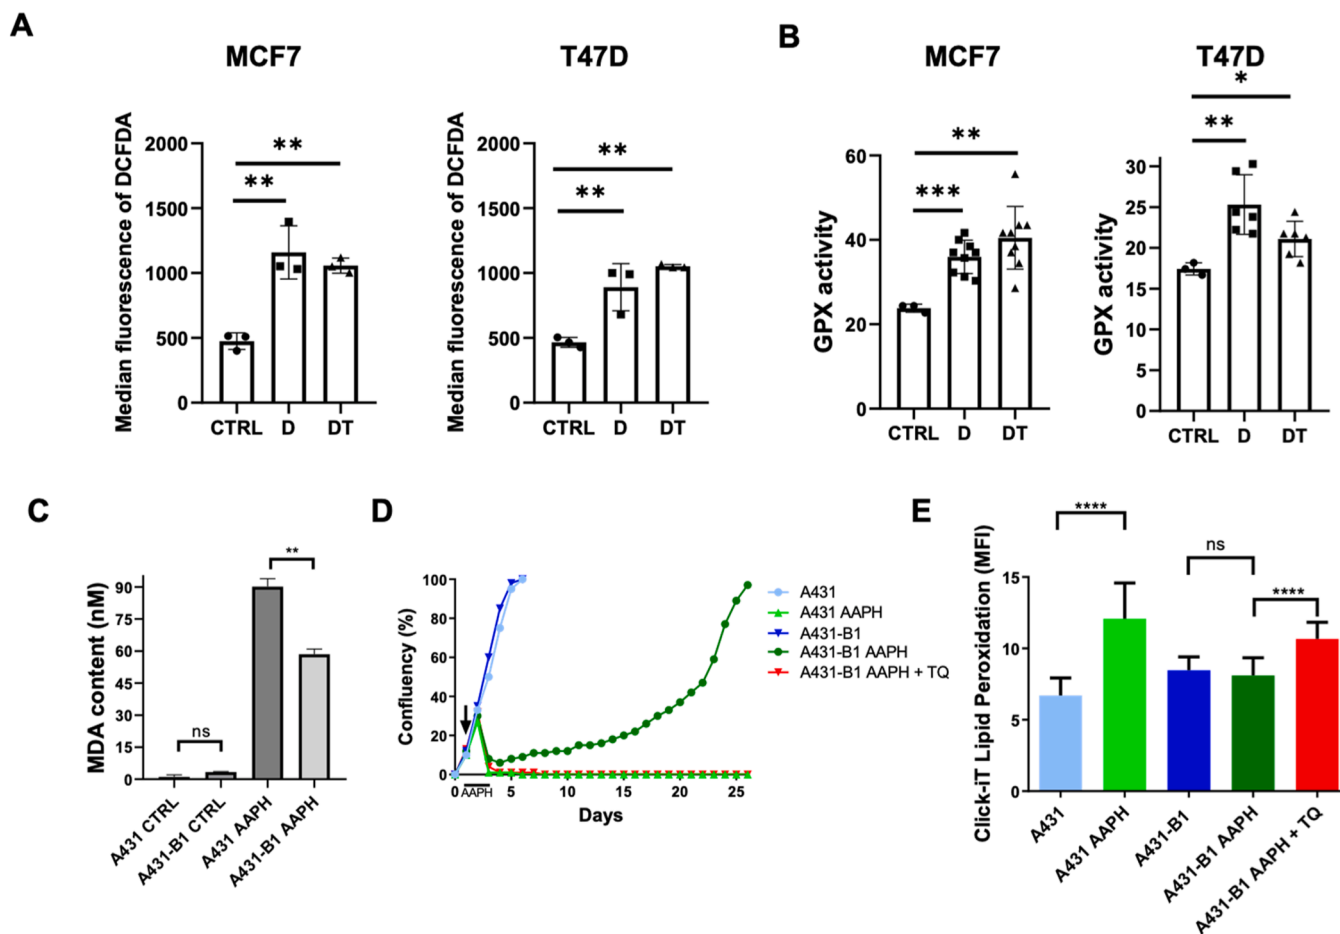 A
MCF7
T47D
Median fluorescence of DCFDA
2000
1500
1000
500
0
**
**
CTRL
D
DT
Median fluorescence of DCFDA
2000
1500
1000
500
0
**
**
CTRL
D
DT
B
MCF7
T47D
GPX activity
60
40
20
0
**
***
CTRL
D
DT
GPX activity
30
25
20
15
10
5
0
*
**
CTRL
D
DT
C
MDA content (nM)
90
75
60
45
30
15
0
ns
**
A431 CTRL
A431-B1 CTRL
A431 AAPH
A431-B1 AAPH
D
Confluency (%)
100
80
60
40
20
0
0
AAPH
5
10
15
20
25
Days
A431
A431 AAPH
A431-B1
A431-B1 AAPH
A431-B1 AAPH + TQ
E
Click-iT Lipid Peroxidation (MFI)
15
10
5
0
****
ns
****
A431
A431 AAPH
A431-B1
A431-B1 AAPH
A431-B1 AAPH + TQ